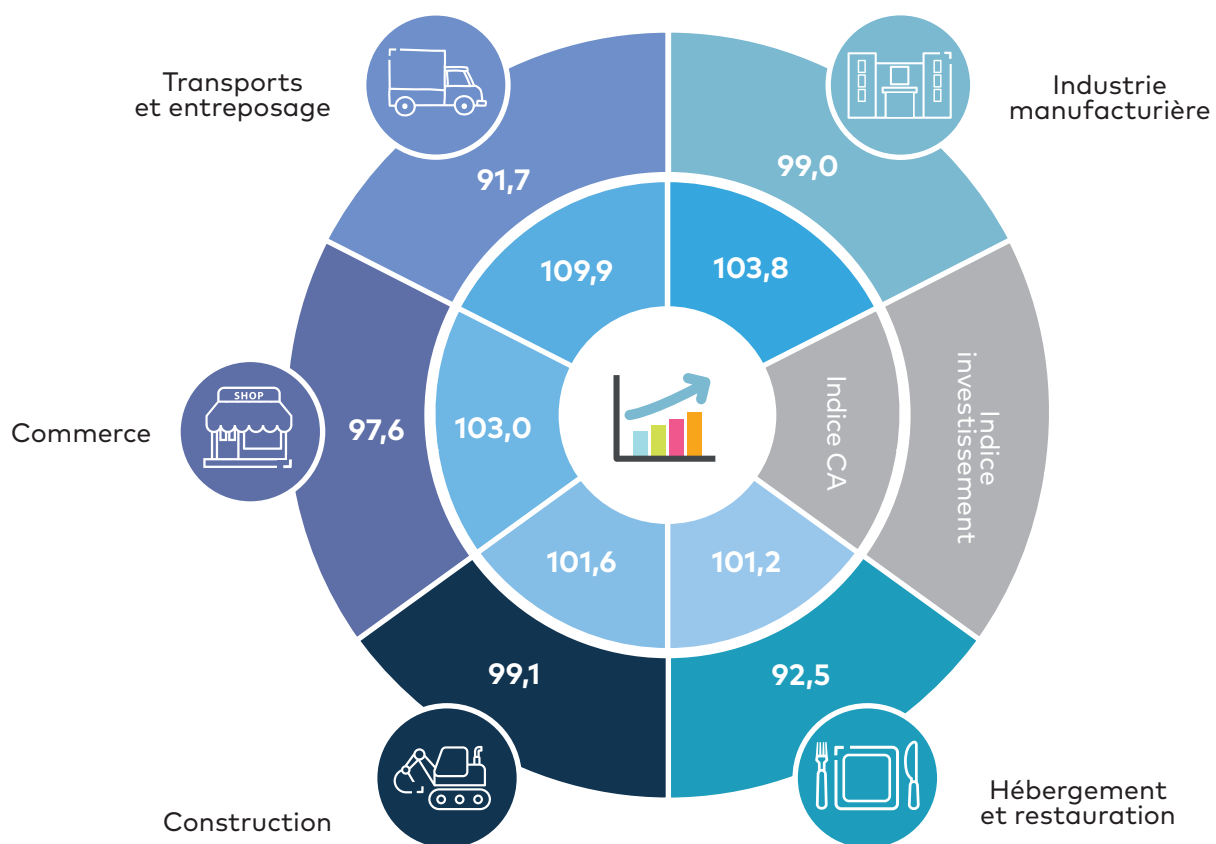 Transports
et entreposage
Industrie
manufacturière
91,7
99,0
109,9
103,8
SHOP
Commerce
97,6
103,0
Indice CA
Indice
investissement
101,6
101,2
99,1
92,5
Construction
Hébergement
et restauration